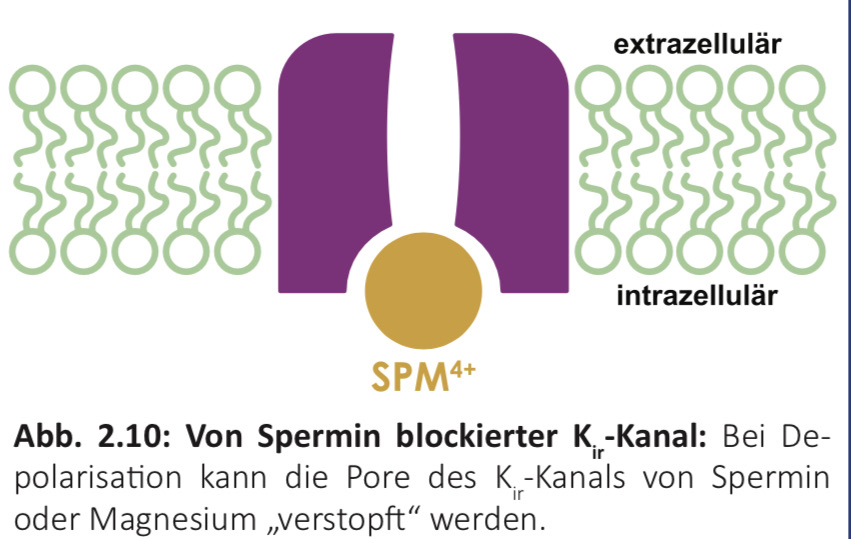 extrazellulär
intrazellulär
SPM4+
Abb. 2.10: Von Spermin blockierter Kir-Kanal: Bei De-
polarisation kann die Pore des Kir-Kanals von Spermin
oder Magnesium „verstopft“ werden.